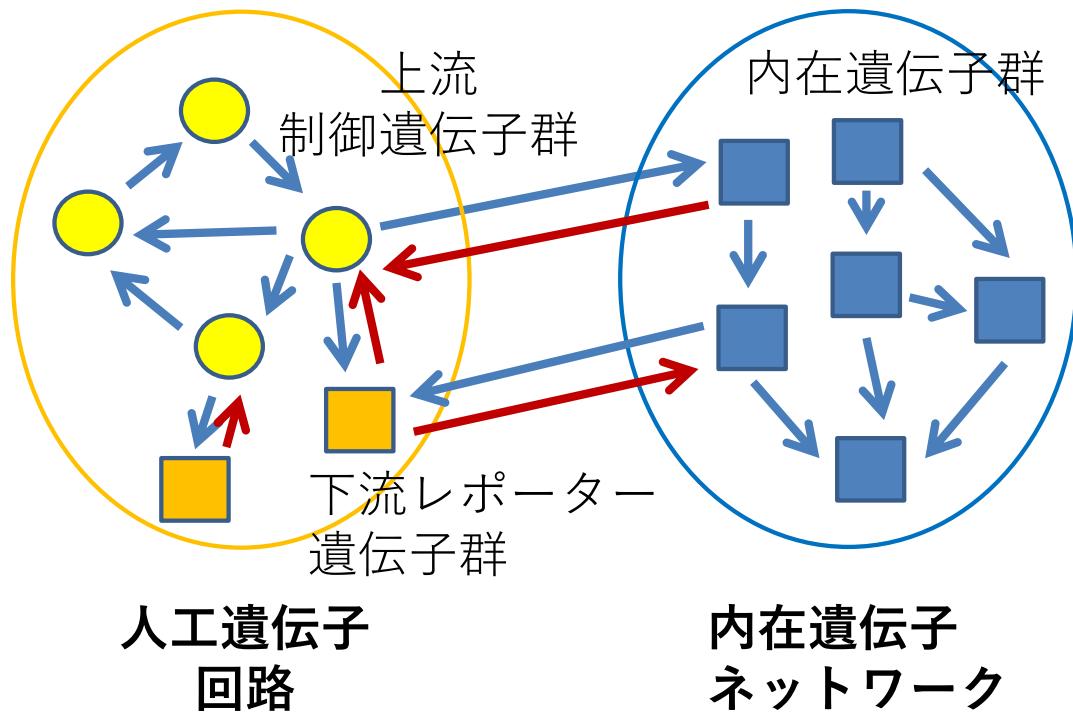 上流
制御遺伝子群
内在遺伝子群
下流レポーター
遺伝子群
人工遺伝子
回路
内在遺伝子
ネットワーク